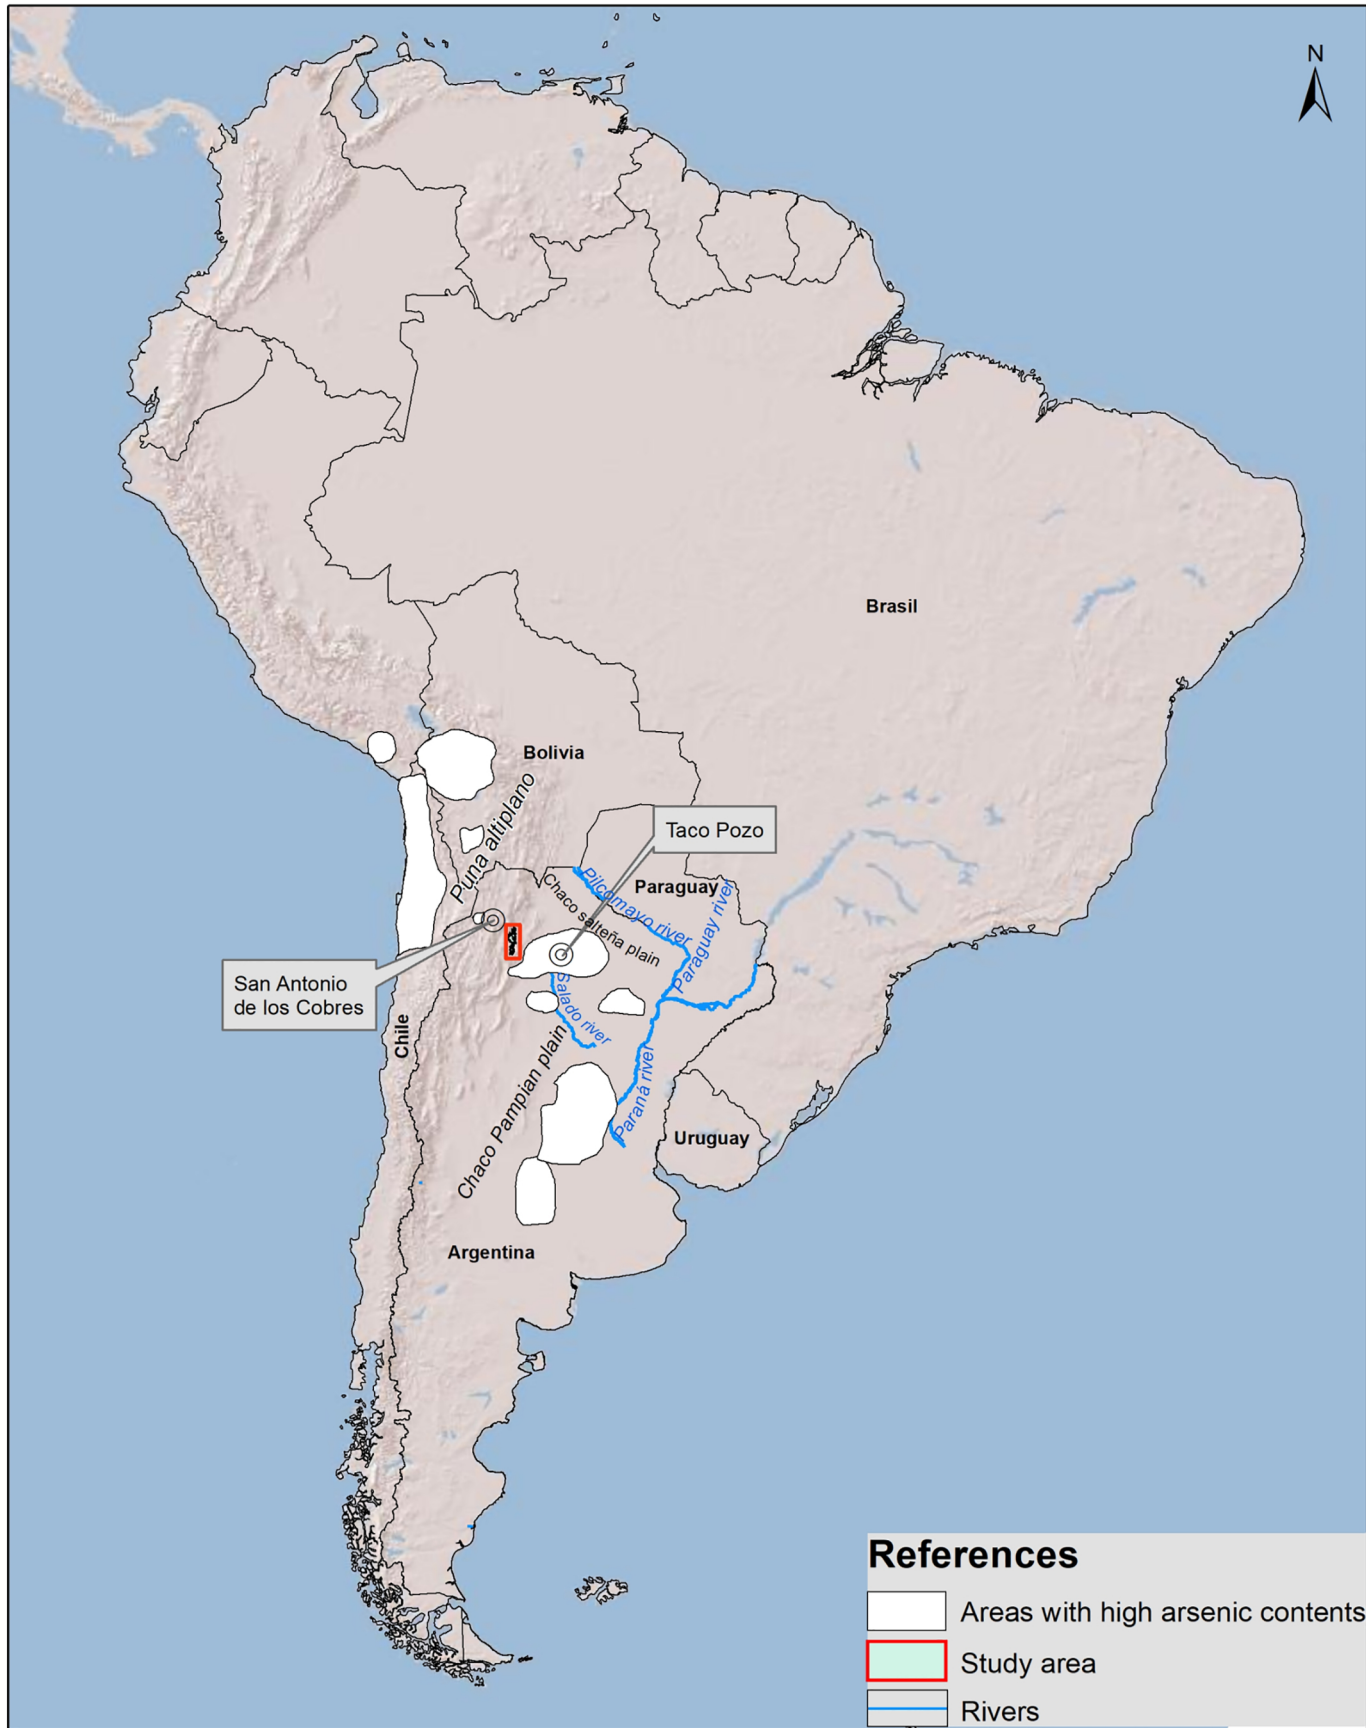 N
Brasil
Bolivia
Puna altiplano
Taco Pozo
Pilcomayo river
Paraguay
Chaco salteña plain
Paraguay river
San Antonio
de los Cobres
Salado river
Chile
Chaco Pampian plain
Paraná river
Uruguay
Argentina
References
Areas with high arsenic contents
Study area
Rivers